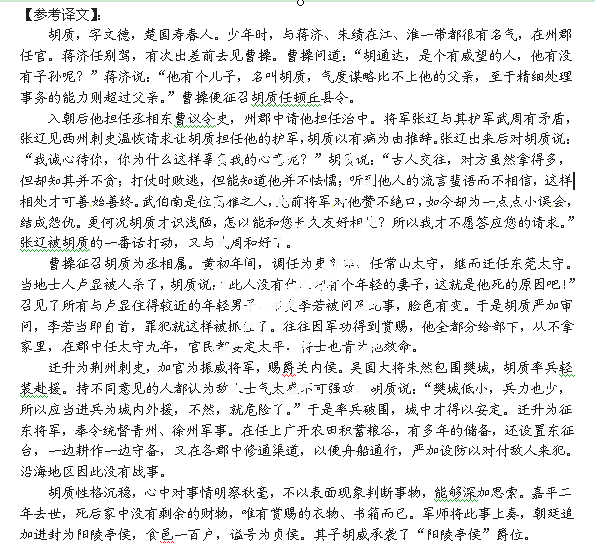 【参考译文】:
胡质，字文德，楚国寿春人。少年时，与蒋济、朱绩在江、淮一带都很有名气，在州郡
任官。蒋济任别驾，有次出差前去见曹操。曹操问道：“胡通达，是个有威望的人，他有没
有子孙呢？”蒋济说：“他有个儿子，名叫胡质，气度谋略比不上他的父亲，至于精细处理
事务的能力则超过父亲。”曹操便征召胡质任顿丘县令。
入朝后他担任丞相东曹议令史，州郡中请他担任治中。将军张辽与其护军武周有矛盾，
张辽见西州刺史温恢请求让胡质担任他的护军，胡质以有病为由推辞。张辽出来后对胡质说：
“我诚心待你，你为什么这样辜负我的心意呢？”胡质说：“古人交往，对方虽然拿得多，
但却知其并不贪；打仗时败逃，但能知道他并不怯懦；听到他人的流言蜚语而不相信，这样
相处才可善始善终。武伯南是位高雅之人，以前将军对他赞不绝口，如今却为一点点小误会，
结成怨仇。更何况胡质才识浅陋，怎以能和您长久友好相处？所以我才不愿答应您的请求。”
张辽被胡质的一番话打动，又与武周和好了。
曹操征召胡质为丞相属。黄初年间，调任为吏部郎、任常山太守，继而迁任东莞太守。
当地士人卢显被人杀了，胡质说：“此人没有仇人却有个年轻的妻子，这就是他死的原因吧！”
召见了所有与卢显住得较近的年轻男子，书吏李若被问及此事，脸色有变。于是胡质严加审
问，李若当即自首，罪犯就这样被抓住了。往往因军功得到赏赐，他全都分给部下，从不拿
家里，在郡中任太守九年，官民都安定太平，将士也肯为他效命。
迁升为荆州刺史，加官为振威将军，赐爵关内侯。吴国大将朱然包围樊城，胡质率兵轻
装赴援。持不同意见的人都认为敌人士气太盛不可强攻，胡质说：“樊城低小，兵力也少，
所以应当进兵为城内外援，不然，就危险了。”于是率兵破围，城中才得以安定。迁升为征
东将军，奉令统督青州、徐州军事。在任上广开农田积蓄粮谷，有多年的储备，还设置东征
台，一边耕作一边守备，又在各郡中修通渠道，以便舟船通行，严加设防以对付敌人来犯。
沿海地区因此没有战事。
胡质性格沉稳，心中对事情明察秋毫，不以表面现象判断事物，能够深加思索。嘉平二
年去世，死后家中没有剩余的财物，唯有赏赐的衣物、书箱而已。军师将此事上奏，朝廷追
加进封为阳陵亭侯，食邑一百户，谥号为贞侯。其子胡威承袭了“阳陵亭侯”爵位。